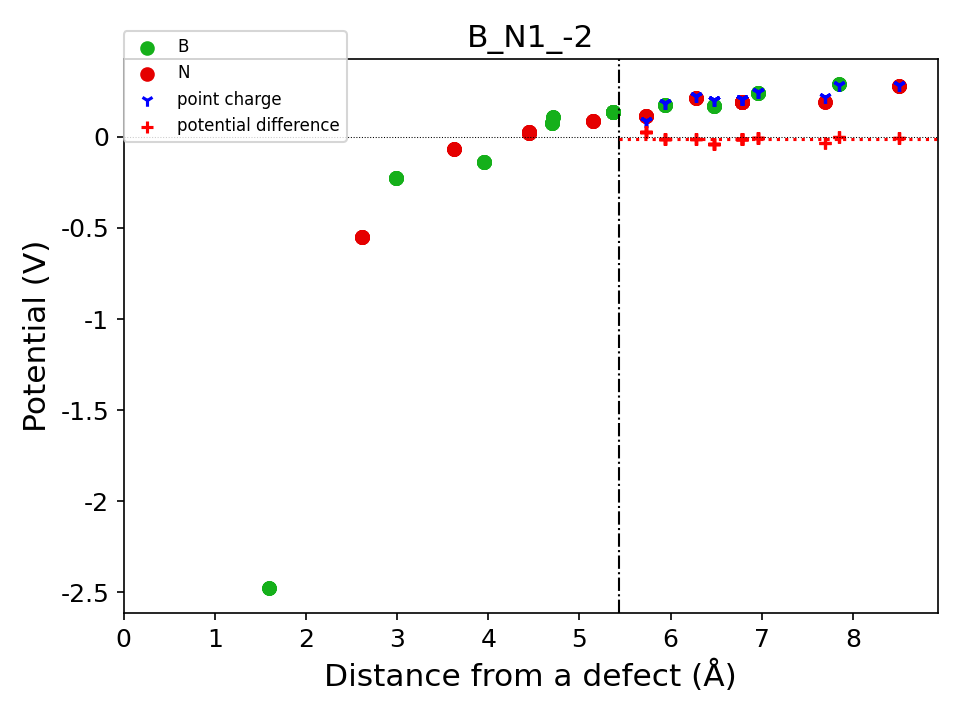 B_N1_-2
B
N
point charge
potential difference
0
-0.5
-1
-1.5
-2
-2.5
Potential (V)
0 1 2 3 4 5 6 7 8
Distance from a defect (Å)